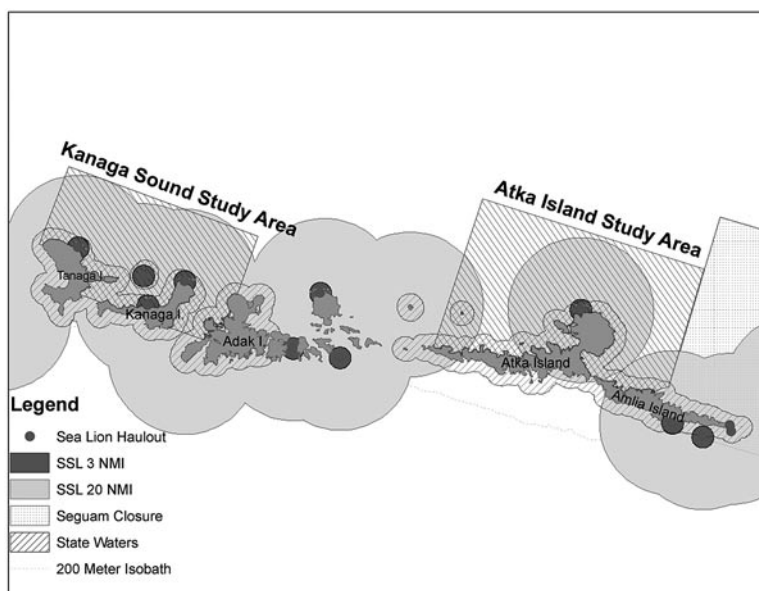 Kanaga Sound Study Area
Atka Island Study Area
Tanaga I.
Kanaga I.
Adak I.
Atka Island
Amlia Island
Legend
Sea Lion Haulout
SSL 3 NMI
SSL 20 NMI
Seguam Closure
State Waters
200 Meter Isobath